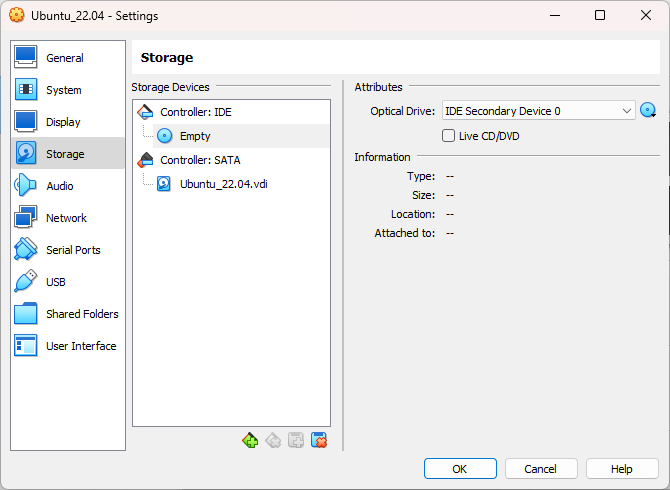 Ubuntu_22.04 - Settings
General
System
Display
Storage
Audio
Network
Serial Ports
USB
Shared Folders
User Interface
Storage
Storage Devices
Controller: IDE
Empty
Controller: SATA
Ubuntu_22.04.vdi
Attributes
Optical Drive: IDE Secondary Device 0
Live CD/DVD
Information
Type: --
Size: --
Location: --
Attached to: --
OK Cancel Help